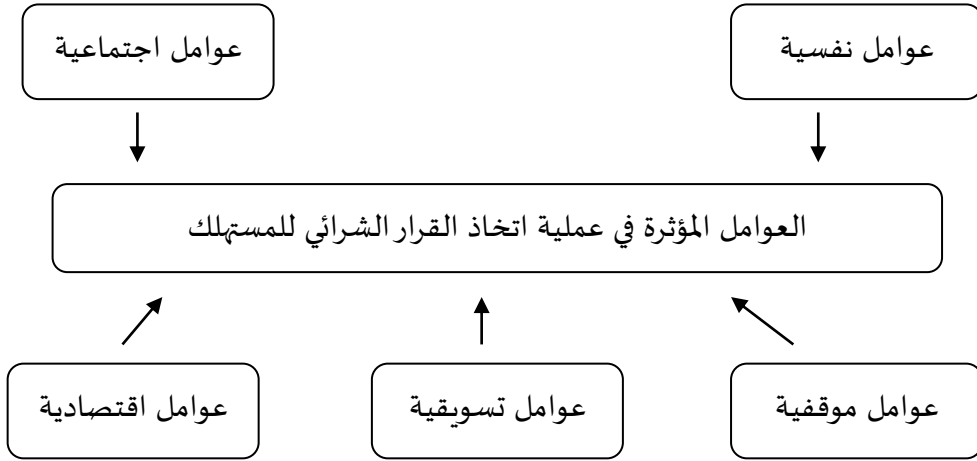 عوامل نفسية
عوامل اجتماعية
العوامل المؤثرة في عملية اتخاذ القرار الشرائي للمستهلك
عوامل موقفية
عوامل تسويقية
عوامل اقتصادية